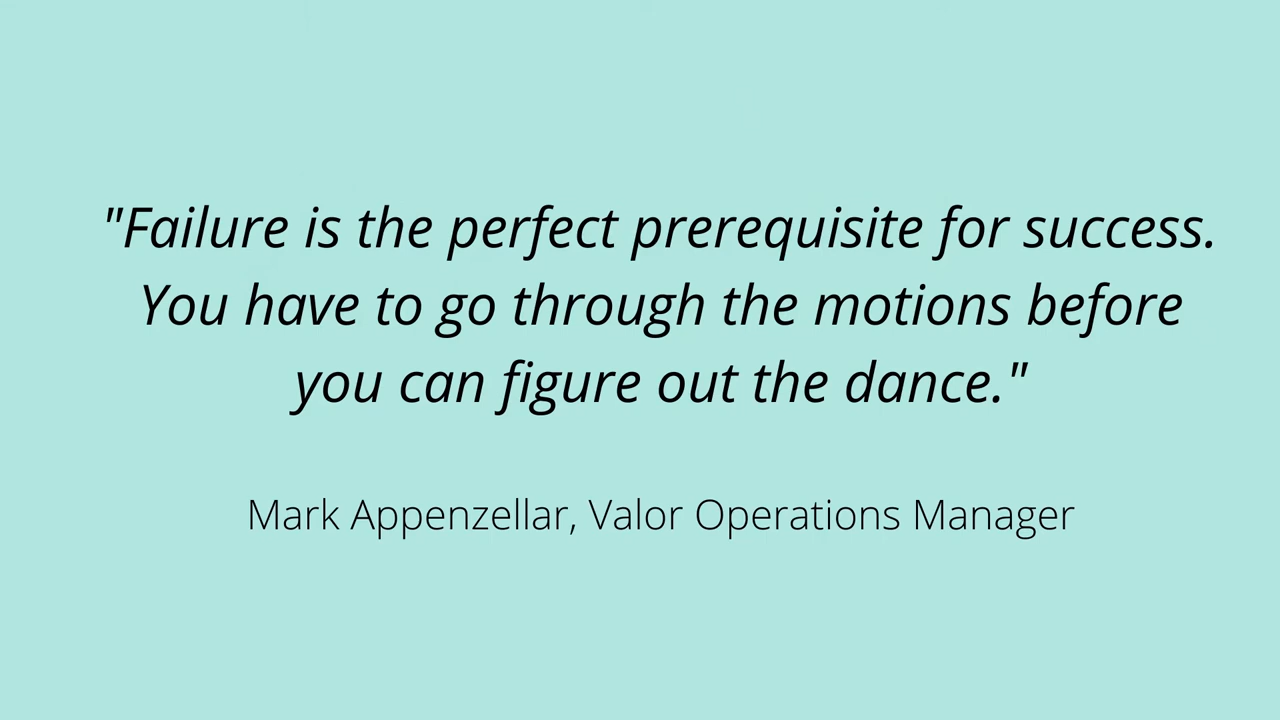 "Failure is the perfect prerequisite for success.
You have to go through the motions before
you can figure out the dance."
Mark Appenzellar, Valor Operations Manager